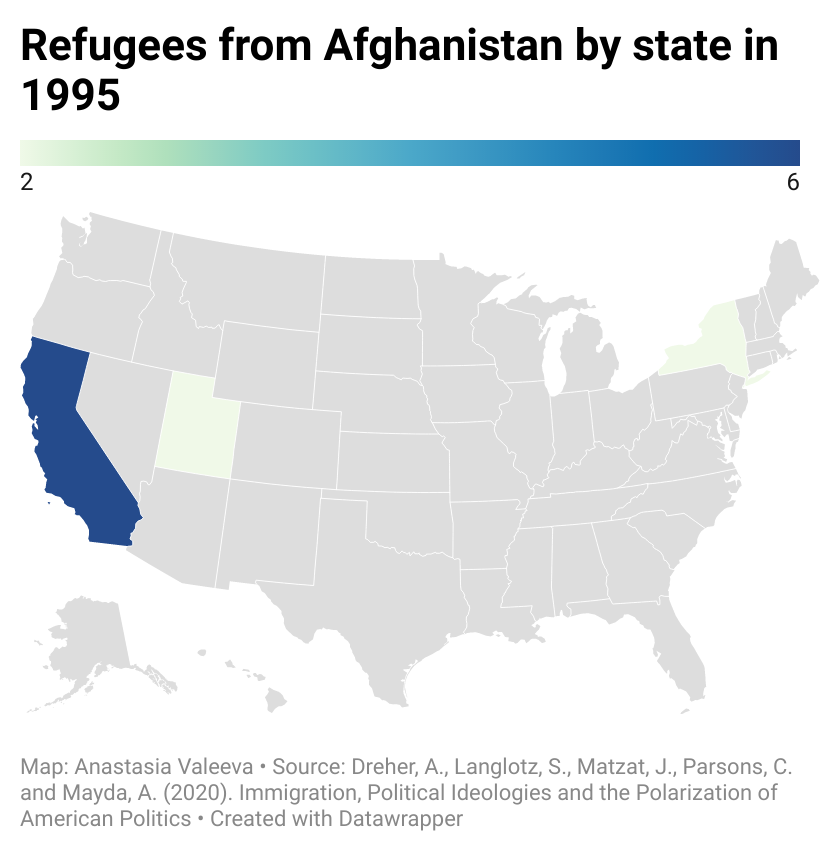 Refugees from Afghanistan by state in
1995
2 6
Map: Anastasia Valeeva • Source: Dreher, A., Langlotz, S., Matzat, J., Parsons, C.
and Mayda, A. (2020). Immigration, Political Ideologies and the Polarization of
American Politics • Created with Datawrapper